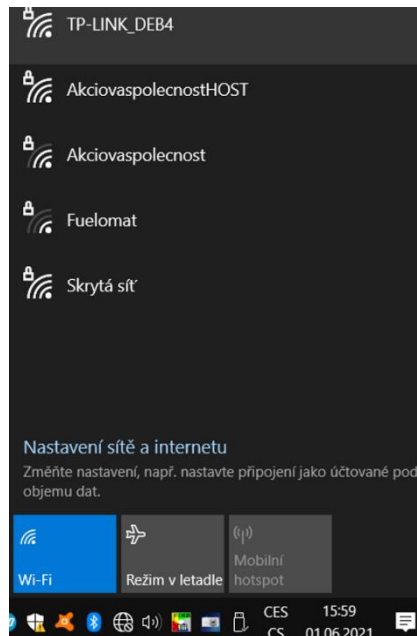 TP-LINK_DEB4
AkciovaspolecnostHOST
Akciovaspolecnost
Fuelomat
Skrytá síť
Nastavení sítě a internetu
Změňte nastavení, např. nastavte připojení jako účtované pod
objemu dat.
Wi-Fi
Režim v letadle
Mobilní
hotspot
CES
CS
15:59
01.06.2021